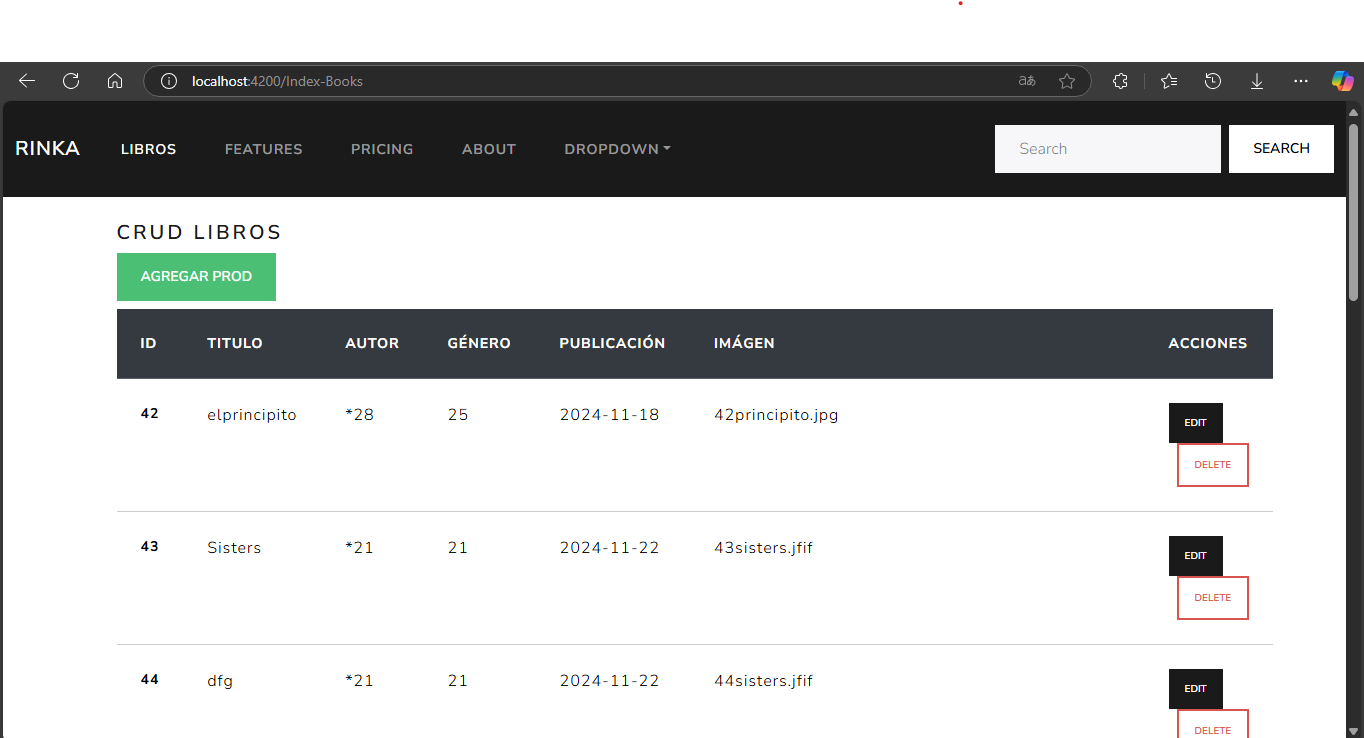 localhost:4200/Index-Books
RINKA LIBROS FEATURES PRICING ABOUT DROPDOWN Search SEARCH
CRUD LIBROS
AGREGAR PROD
ID TITULO AUTOR GÉNERO PUBLICACIÓN IMÁGEN ACCIONES
42 elprincipito *28 25 2024-11-18 42principito.jpg EDIT
DELETE
43 Sisters *21 21 2024-11-22 43sisters.jfif EDIT
DELETE
44 dfg *21 21 2024-11-22 44sisters.jfif EDIT
DELETE